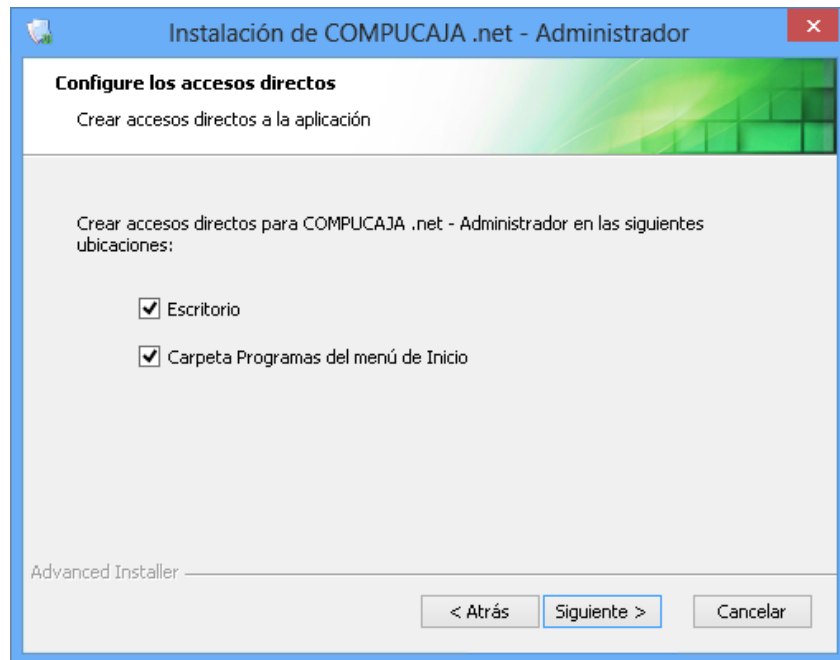 Instalación de COMPUCAJA .net - Administrador
Configure los accesos directos
Crear accesos directos a la aplicación
Crear accesos directos para COMPUCAJA .net - Administrador en las siguientes
ubicaciones:
Escritorio
Carpeta Programas del menú de Inicio
Advanced Installer
< Atrás
Siguiente >
Cancelar